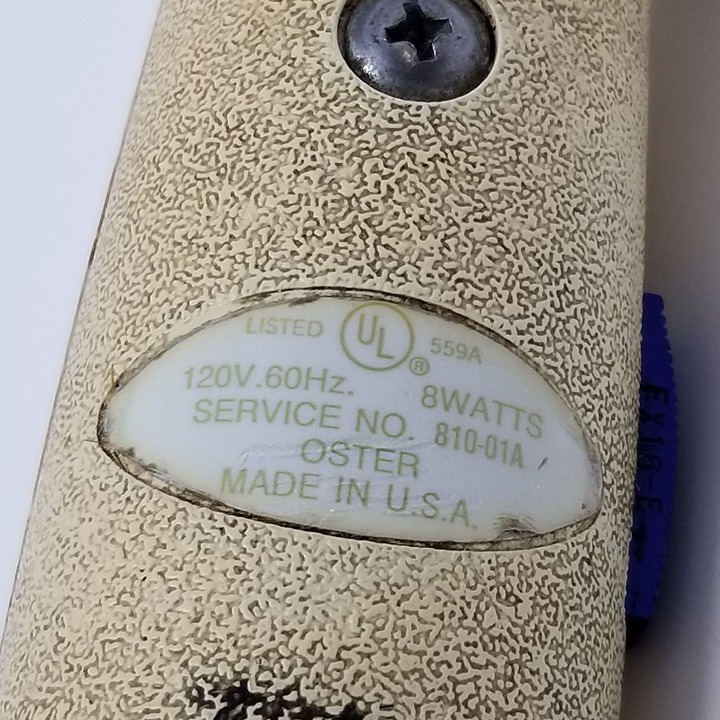 LISTED UL ® 559A
120V.60Hz. 8WATTS
SERVICE NO. 810-01A
OSTER
MADE IN U.S.A.